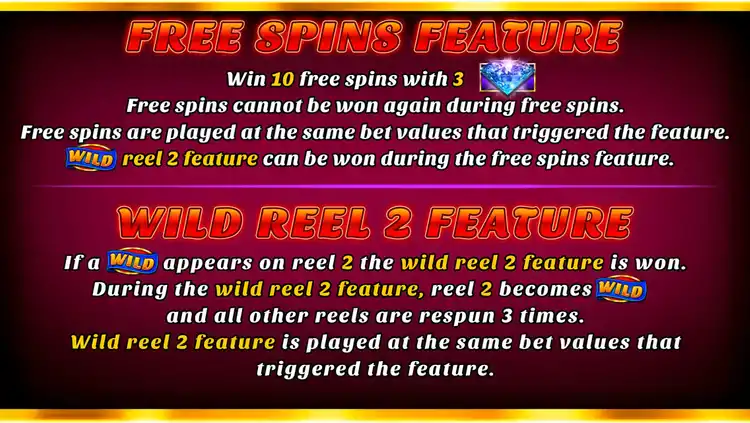 FREE SPINS FEATURE
Win 10 free spins with 3
Free spins cannot be won again during free spins.
Free spins are played at the same bet values that triggered the feature.
WILD reel 2 feature can be won during the free spins feature.
WILD REEL 2 FEATURE
If a WILD appears on reel 2 the wild reel 2 feature is won.
During the wild reel 2 feature, reel 2 becomes WILD
and all other reels are respun 3 times.
Wild reel 2 feature is played at the same bet values that
triggered the feature.